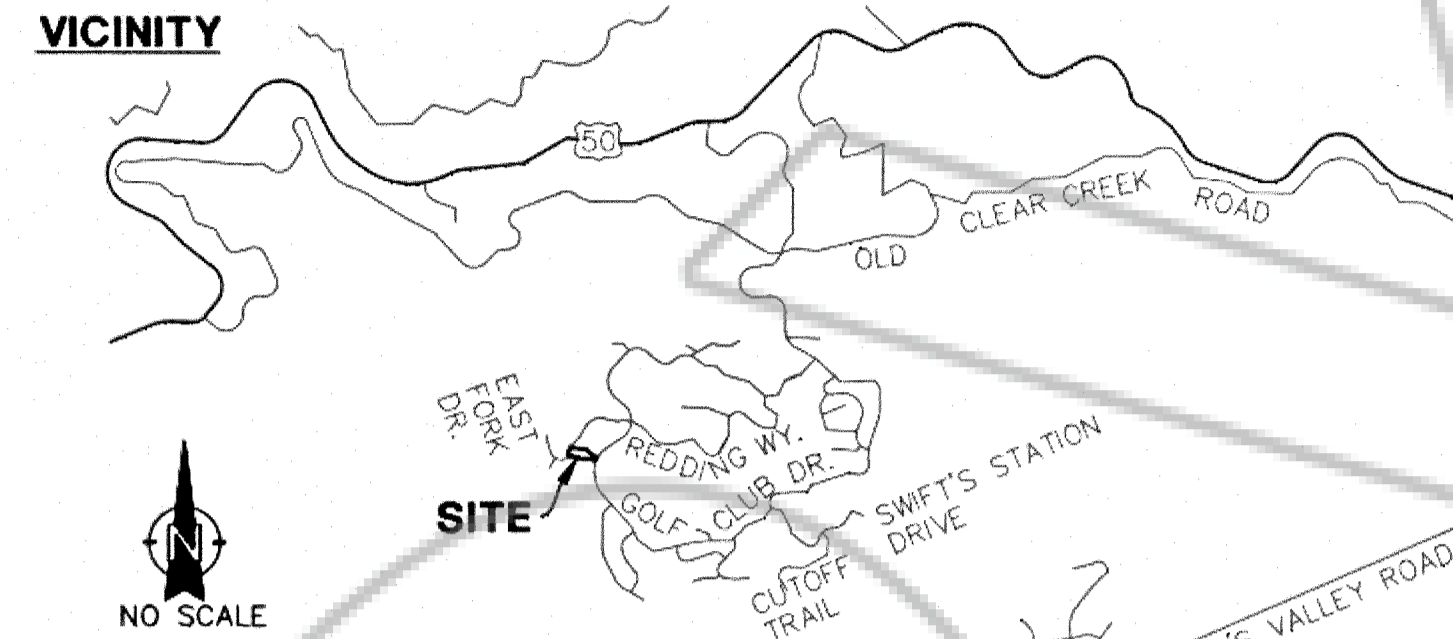 VICINITY
50
CLEAR CREEK ROAD
OLD
EAST
FORK
DR.
REDDING WY.
GOLF CLUB DR.
SITE
SWIFT'S STATION
DRIVE
CUTOFF
TRAIL
'S VALLEY ROAD
N
NO SCALE